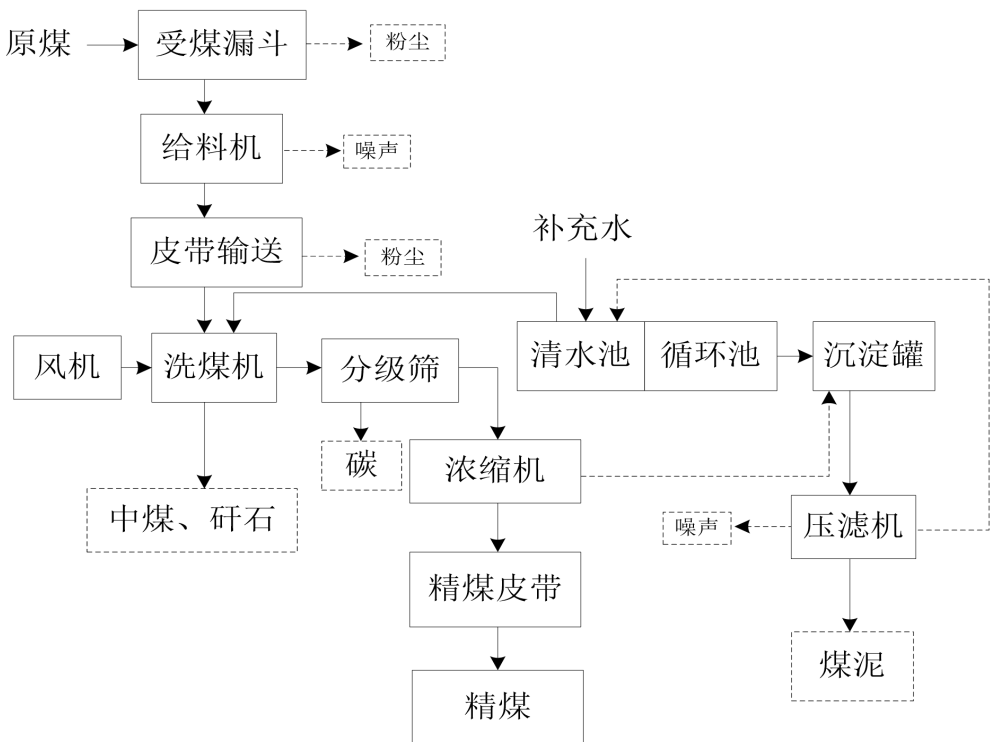 原煤
受煤漏斗
粉尘
给料机
噪声
皮带输送
粉尘
补充水
风机
洗煤机
分级筛
清水池
循环池
沉淀罐
碳
浓缩机
中煤、矸石
噪声
压滤机
精煤皮带
煤泥
精煤